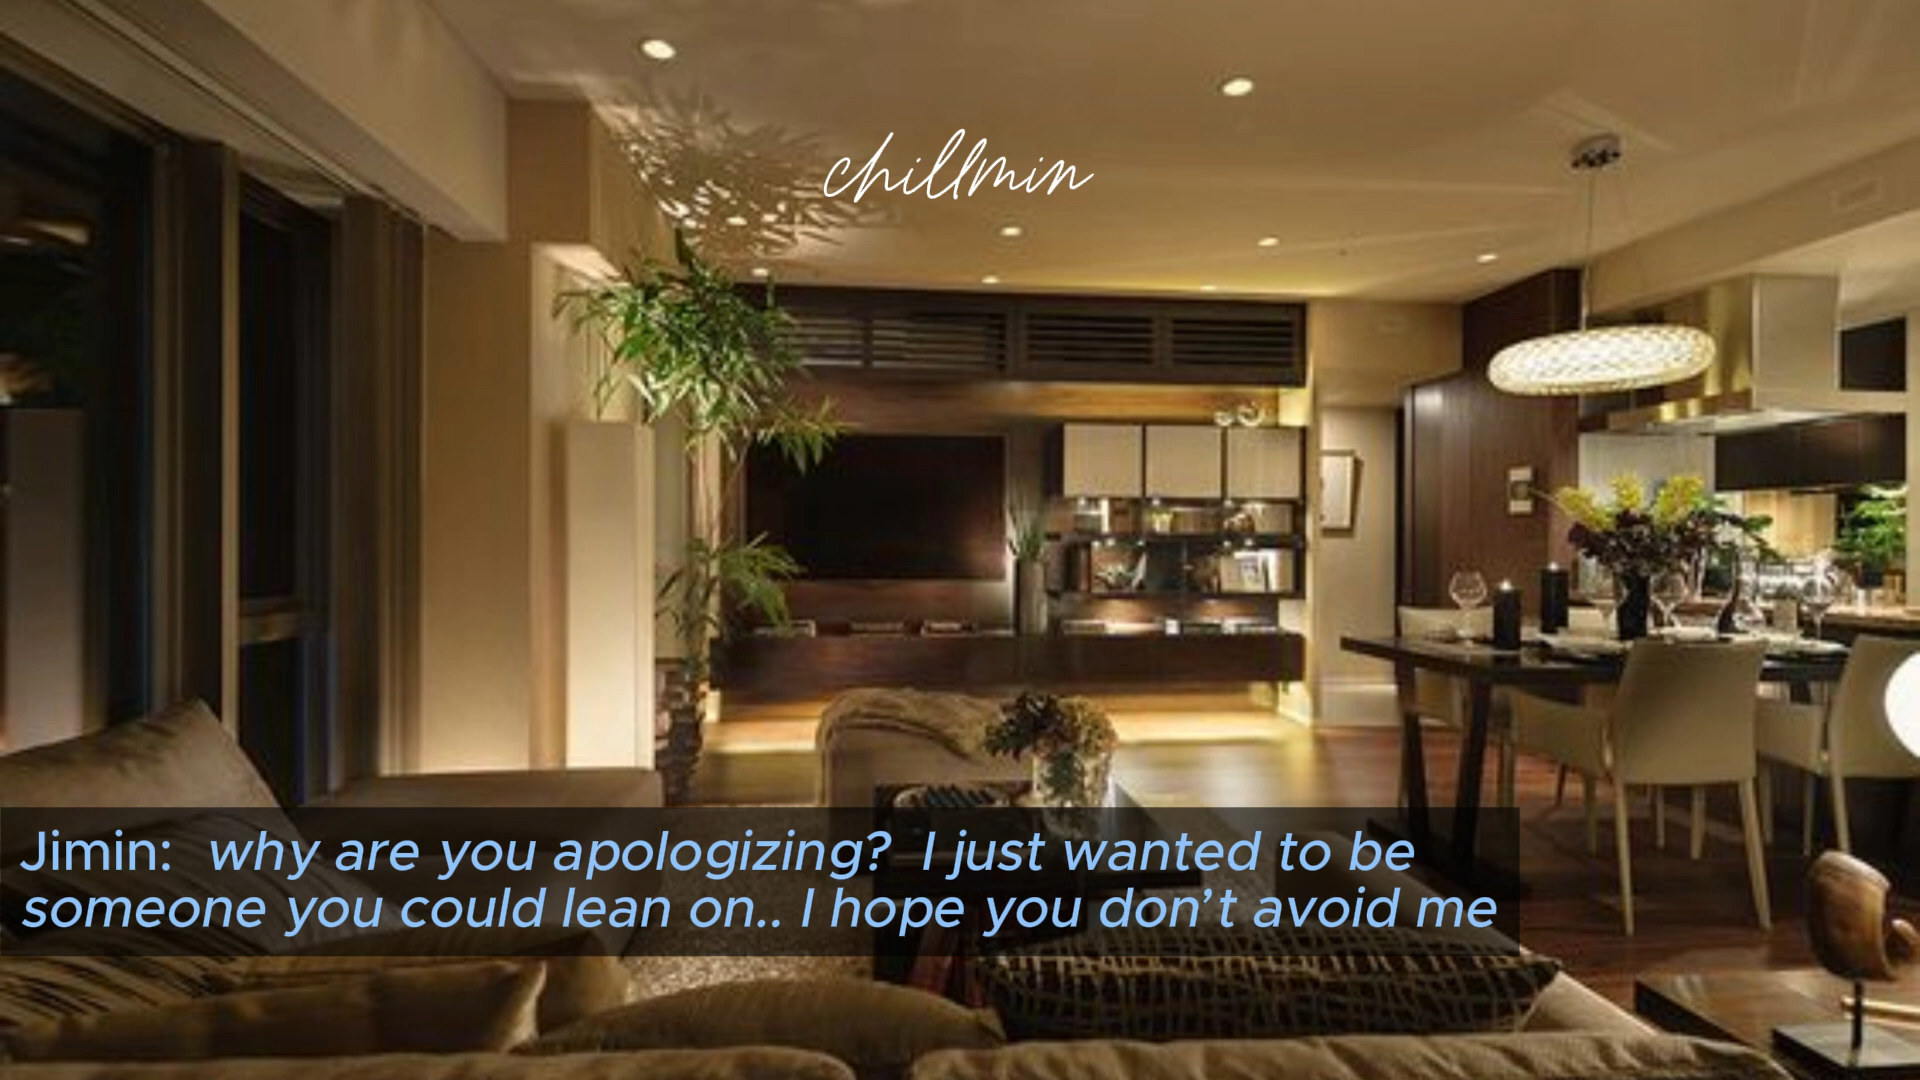 chillmin
Jimin:  why are you apologizing?  I just wanted to be
someone you could lean on.. I hope you don’t avoid me